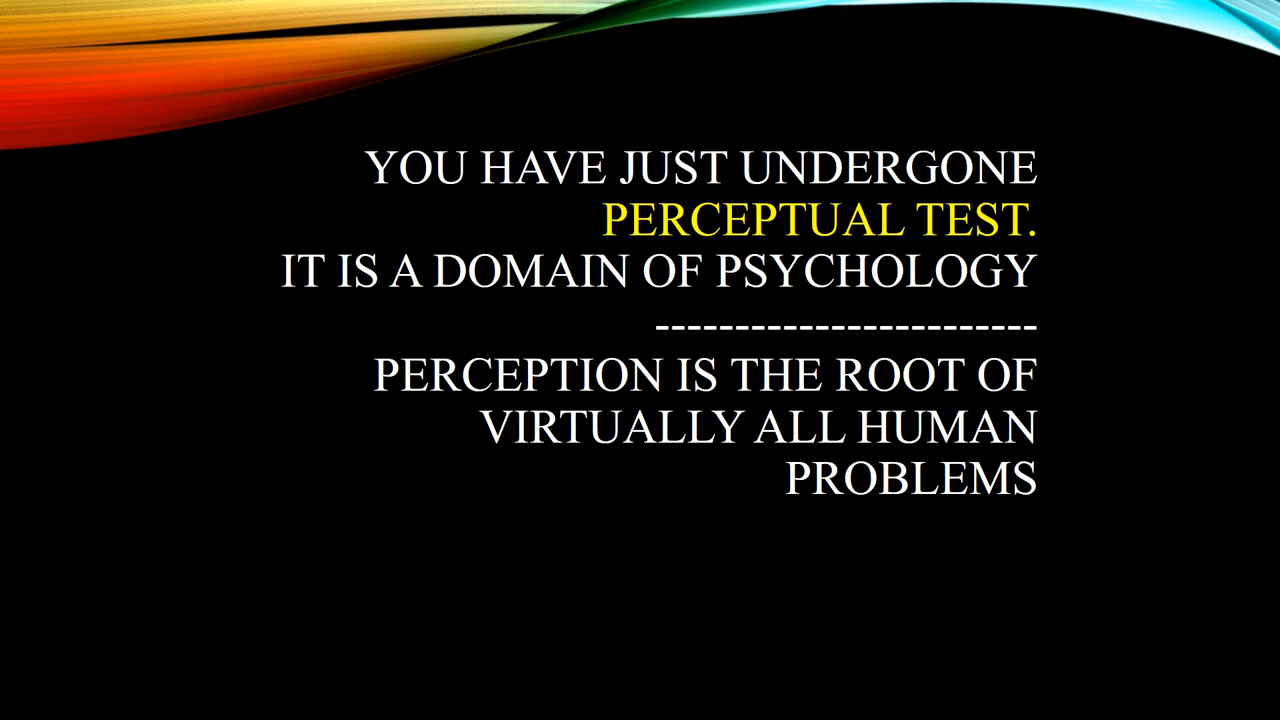 YOU HAVE JUST UNDERGONE
PERCEPTUAL TEST.
IT IS A DOMAIN OF PSYCHOLOGY
------------------------
PERCEPTION IS THE ROOT OF
VIRTUALLY ALL HUMAN
PROBLEMS